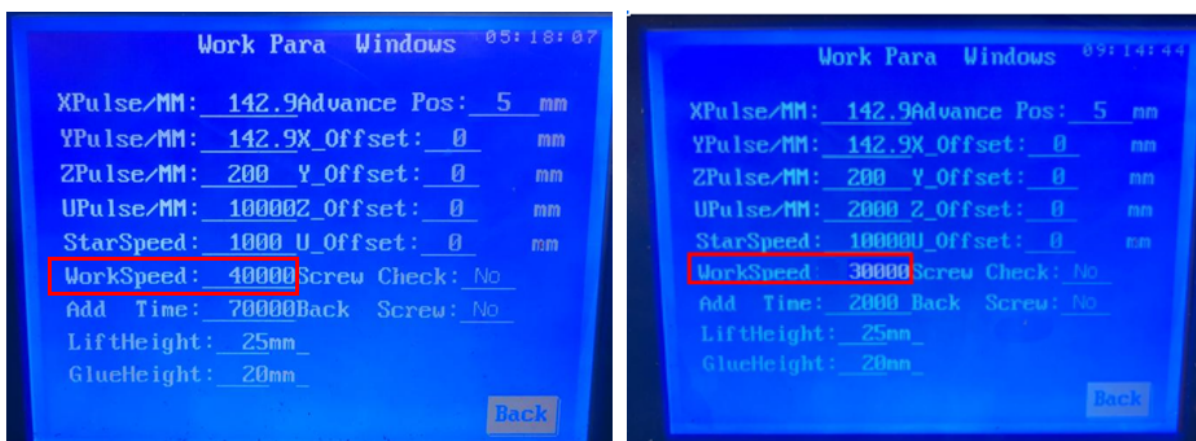 Work Para Windows 05:18:07
XPulse/MM: 142.9Advance Pos: 5 mm
YPulse/MM: 142.9X_Offset: 0 mm
ZPulse/MM: 200 Y_Offset: 0 mm
UPulse/MM: 10000Z_Offset: 0 mm
StarSpeed: 1000 U_Offset: 0 mm
WorkSpeed: 40000Screw Check: No
Add Time: 70000Back Screw: No
LiftHeight: 25mm
GlueHeight: 20mm
Back
Work Para Windows 09:14:44
XPulse/MM: 142.9Advance Pos: 5 mm
YPulse/MM: 142.9X_Offset: 0 mm
ZPulse/MM: 200 Y_Offset: 0 mm
UPulse/MM: 2000 Z_Offset: 0 mm
StarSpeed: 10000U_Offset: 0 mm
WorkSpeed: 30000Screw Check: No
Add Time: 2000 Back Screw: No
LiftHeight: 25mm
GlueHeight: 20mm
Back